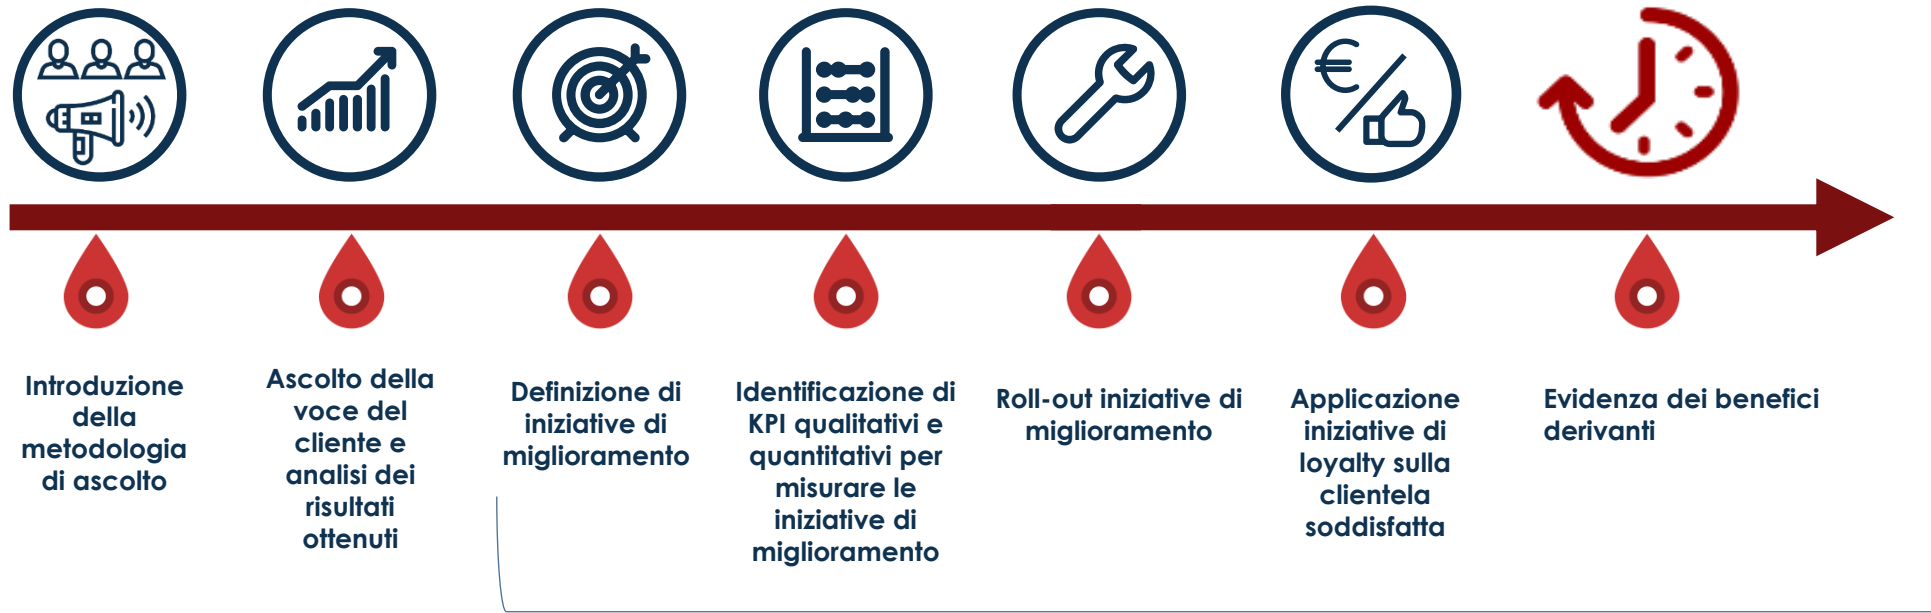 Introduzione
della
metodologia
di ascolto
Ascolto della
voce del
cliente e
analisi dei
risultati
ottenuti
Definizione di
iniziative di
miglioramento
Identificazione di
KPI qualitativi e
quantitativi per
misurare le
iniziative di
miglioramento
Roll-out iniziative di
miglioramento
Applicazione
iniziative di
loyalty sulla
clientela
soddisfatta
Evidenza dei benefici
derivanti